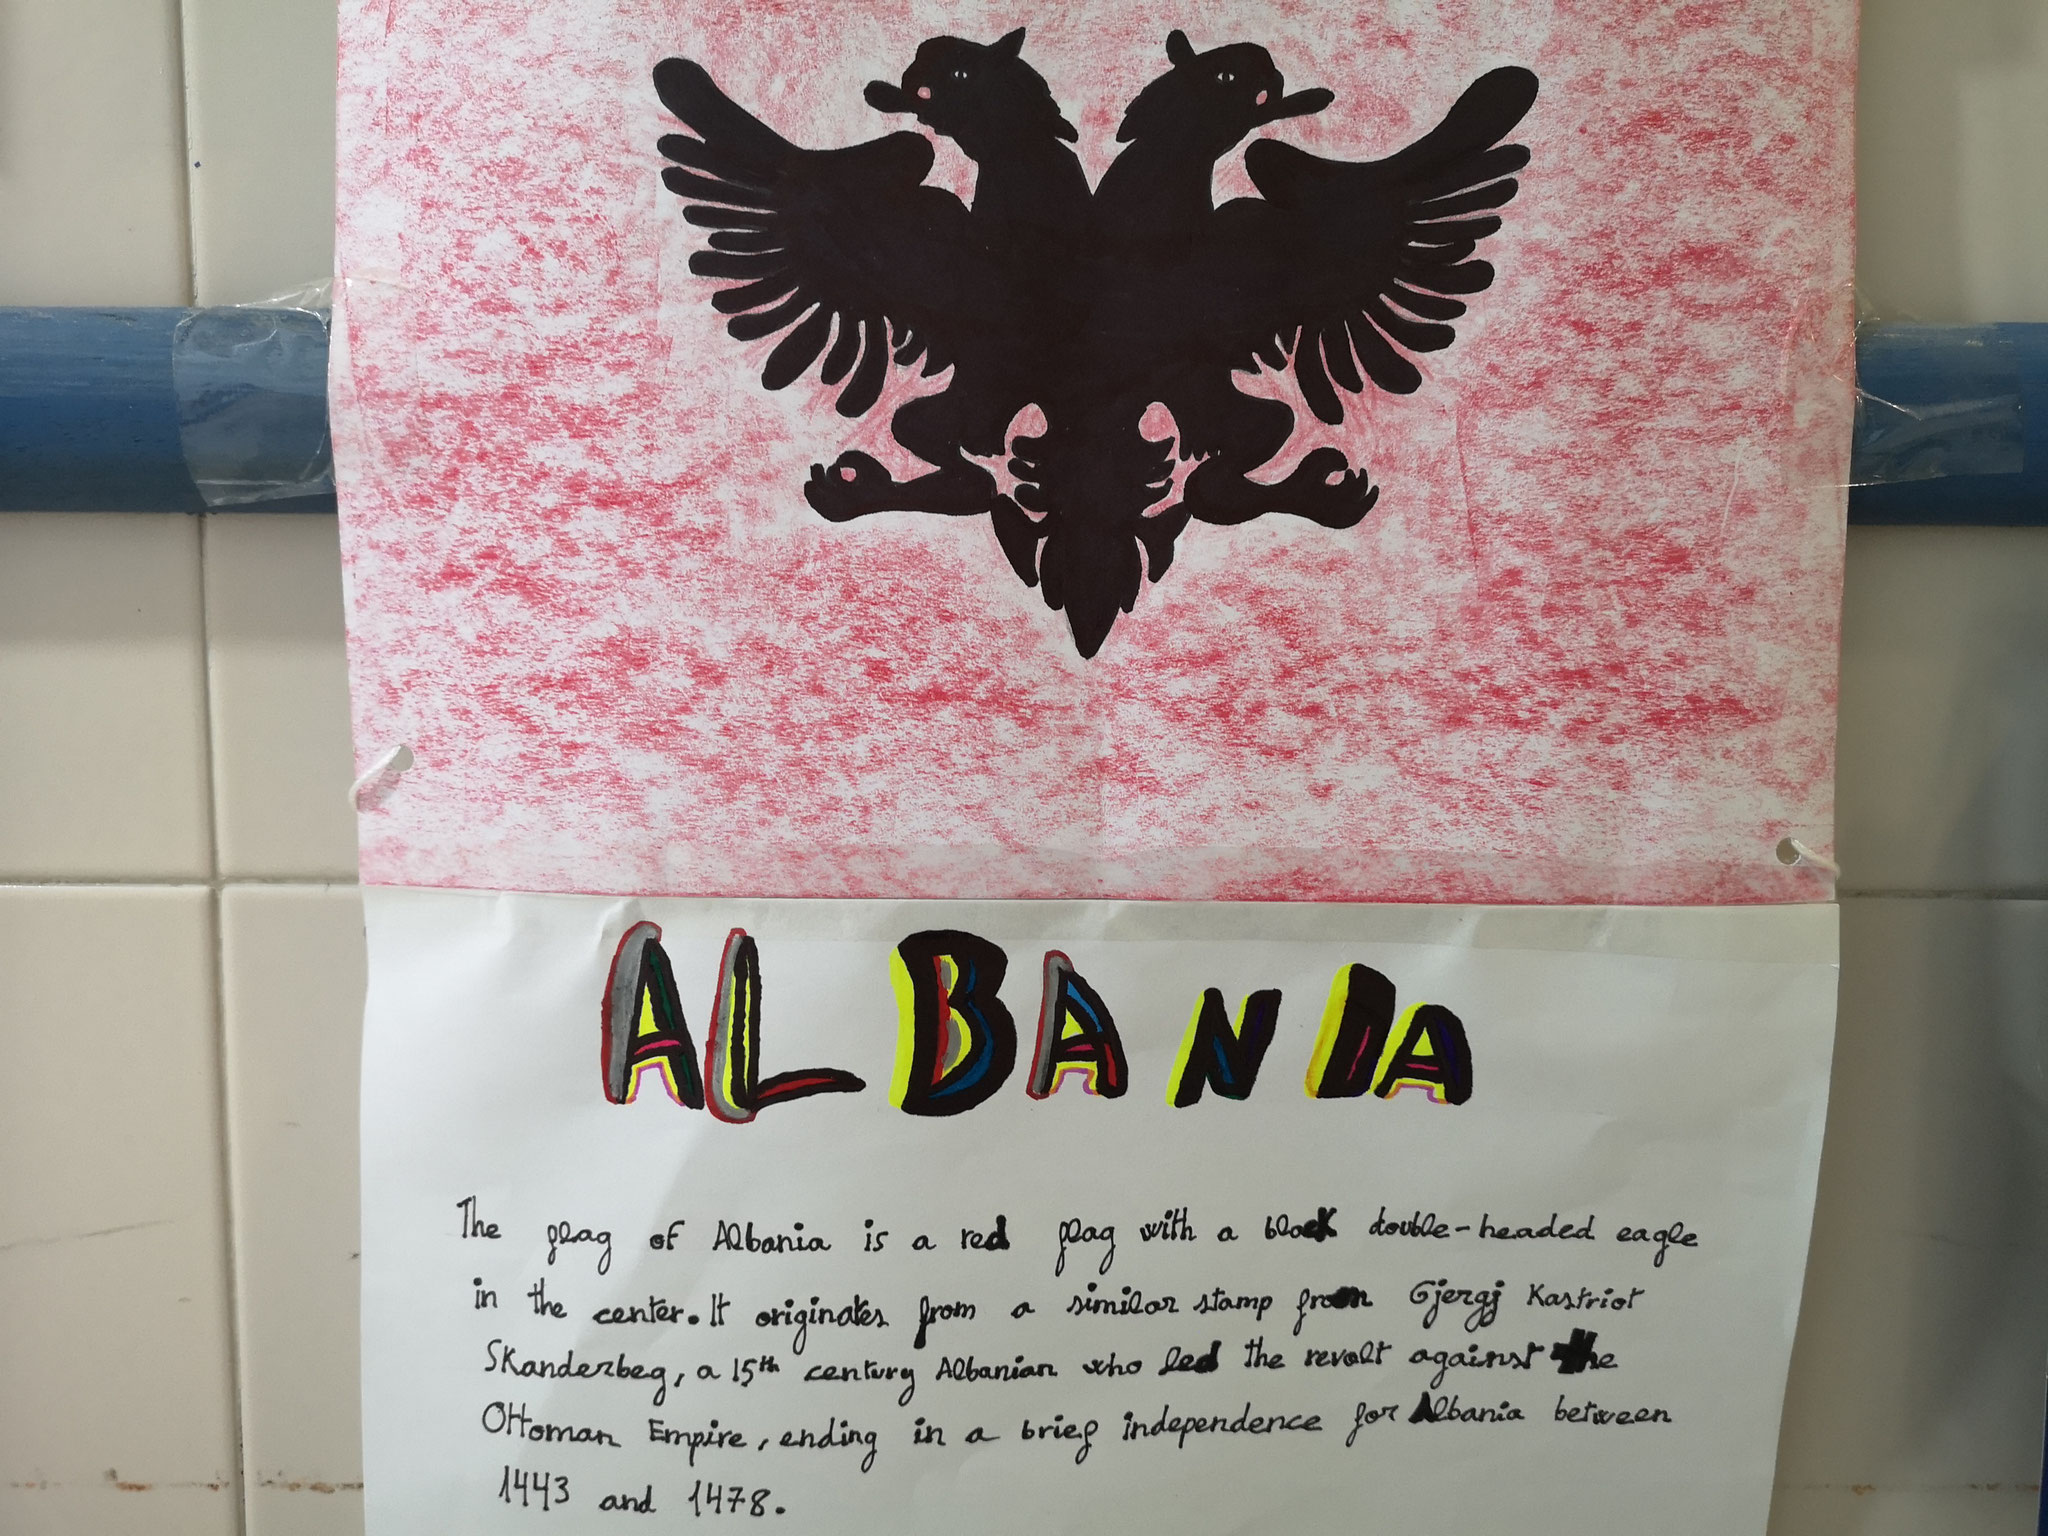 ALBANIA
The flag of Albania is a red flag with a black double-headed eagle
in the center. It originates from a similar stamp from Gjergj Kastriot
Skanderbeg, a 15th century Albanian who led the revolt against the
Ottoman Empire, ending in a brief independence for Albania between
1443 and 1478.